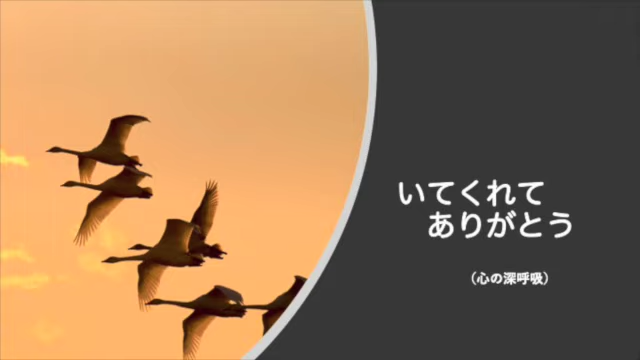 いてくれて
ありがとう
（心の深呼吸）